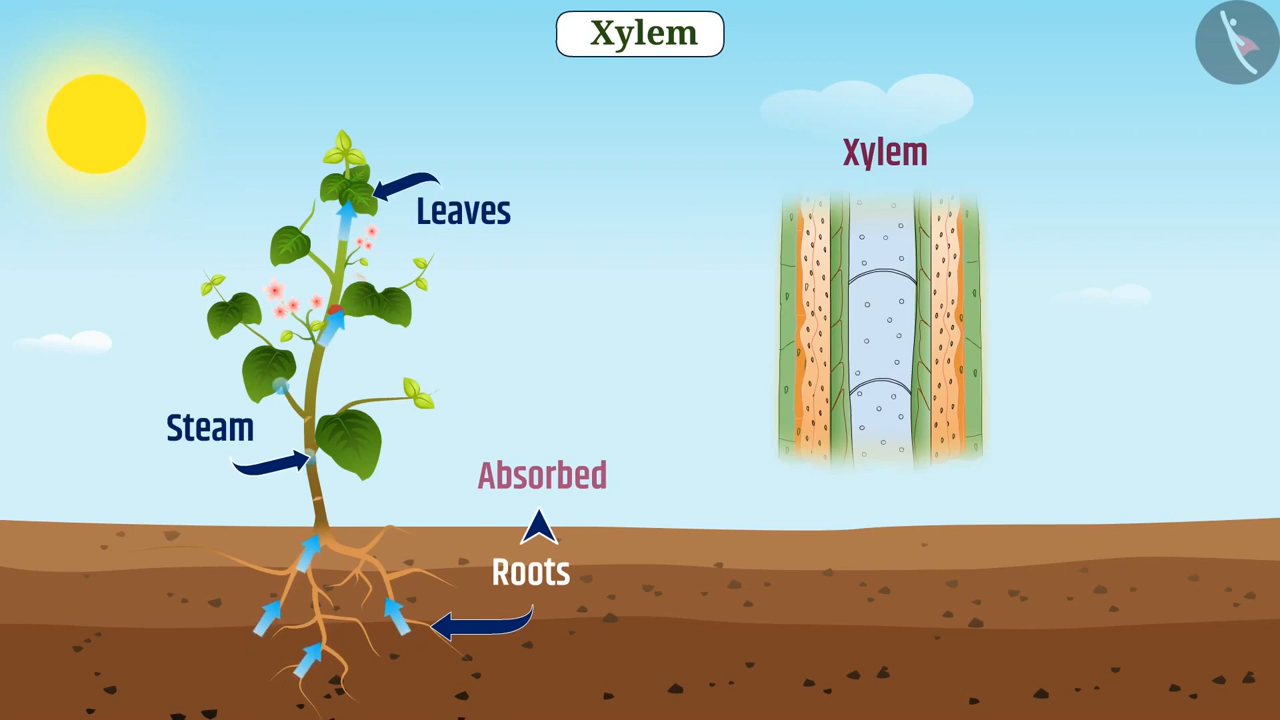 Xylem
Xylem
Leaves
Steam
Absorbed
Roots